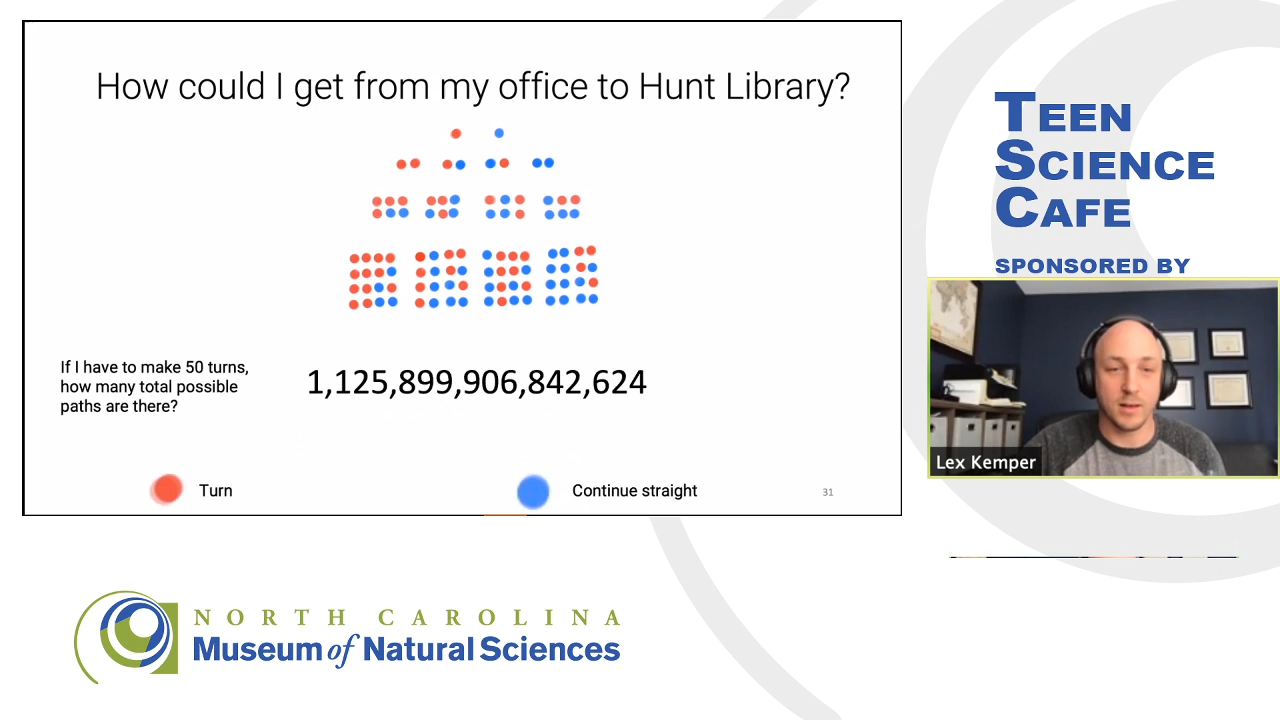 How could I get from my office to Hunt Library?
If I have to make 50 turns,
how many total possible
paths are there?
1,125,899,906,842,624
Turn
Continue straight
31
TEEN
SCIENCE
CAFE
SPONSORED BY
Lex Kemper
NORTH CAROLINA
Museum of Natural Sciences